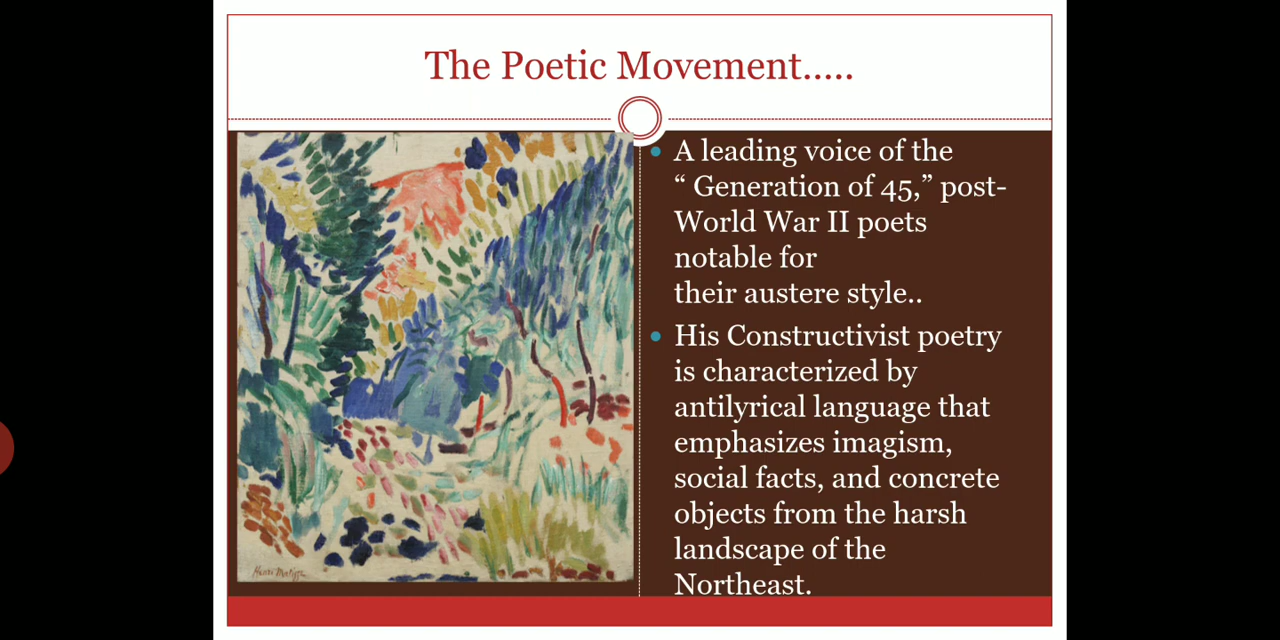 The Poetic Movement.....
A leading voice of the
“ Generation of 45,” post-
World War II poets
notable for
their austere style..
His Constructivist poetry
is characterized by
antilyrical language that
emphasizes imagism,
social facts, and concrete
objects from the harsh
landscape of the
Northeast.
Henri Matisse